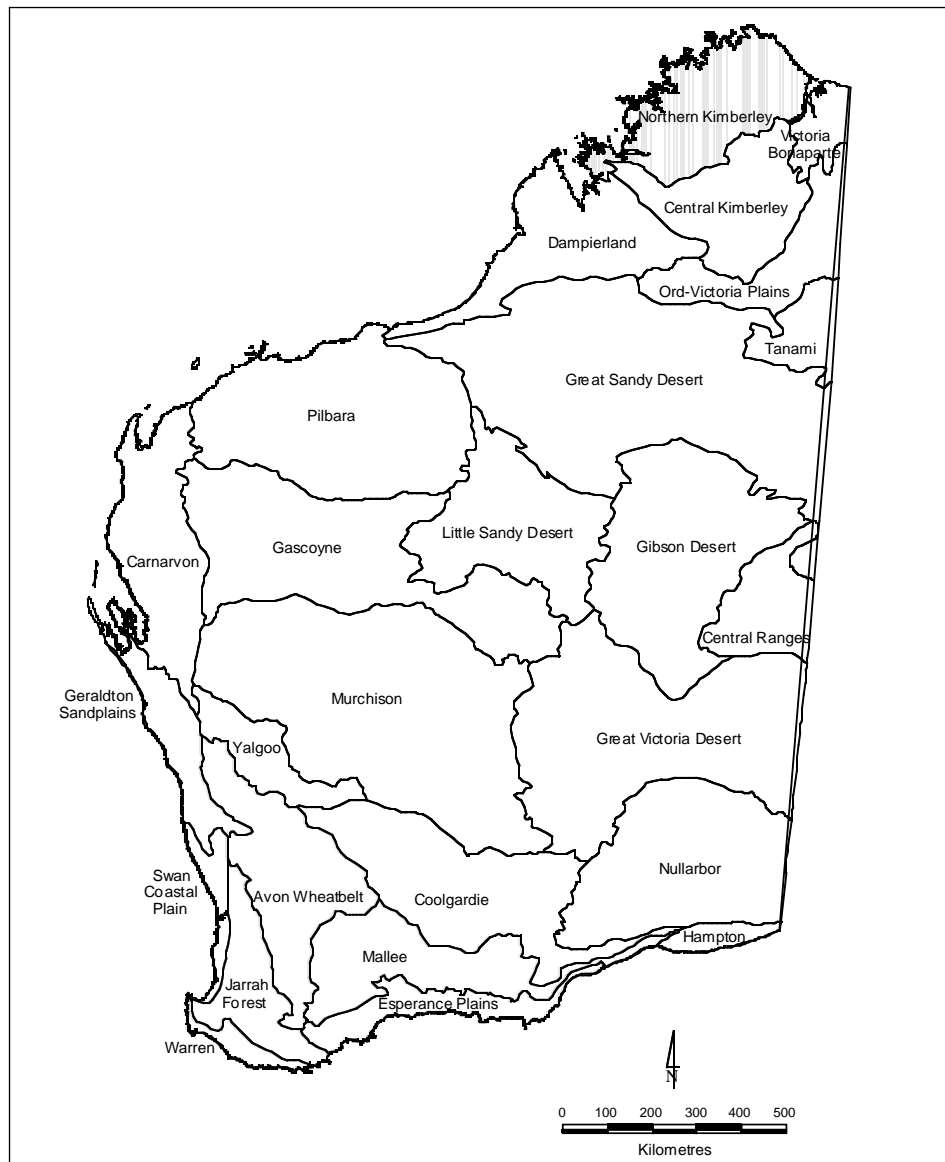 Northern Kimberley
Victoria
Bonaparte
Central Kimberley
Dampierland
Ord-Victoria Plains
Tanami
Great Sandy Desert
Pilbara
Little Sandy Desert
Gascoyne
Gibson Desert
Carnarvon
Central Ranges
Geraldton
Sandplains
Murchison
Great Victoria Desert
Yalgoo
Nullarbor
Swan
Coastal
Plain
Avon Wheatbelt
Coolgardie
Hampton
Mallee
Jarrah
Forest
Esperance Plains
Warren
N
0 100 200 300 400 500
Kilometres